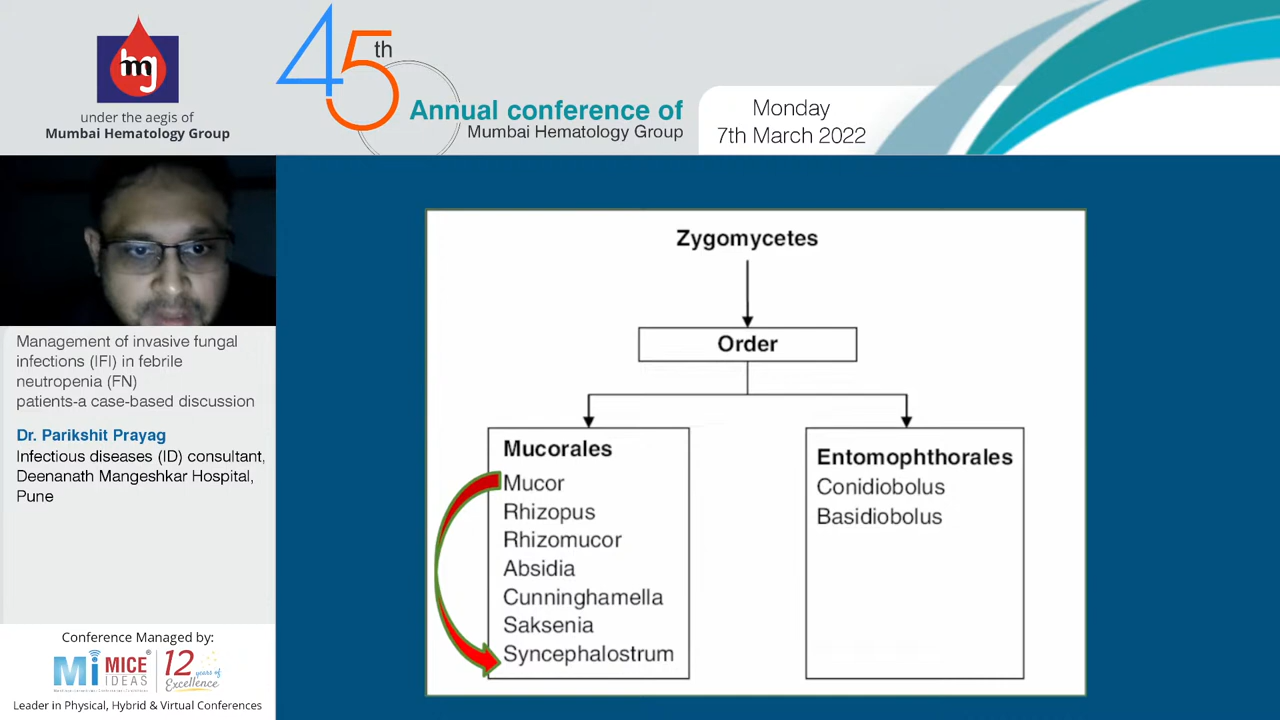 hmg
under the aegis of
Mumbai Hematology Group
45th
Annual conference of
Mumbai Hematology Group
Monday
7th March 2022
Management of invasive fungal
infections (IFI) in febrile
neutropenia (FN)
patients-a case-based discussion
Dr. Parikshit Prayag
Infectious diseases (ID) consultant,
Deenanath Mangeshkar Hospital,
Pune
Conference Managed by:
Mi MICE IDEAS®
12 years of Excellence
Leader in Physical, Hybrid & Virtual Conferences
Zygomycetes
Order
Mucorales
Mucor
Rhizopus
Rhizomucor
Absidia
Cunninghamella
Saksenia
Syncephalostrum
Entomophthorales
Conidiobolus
Basidiobolus